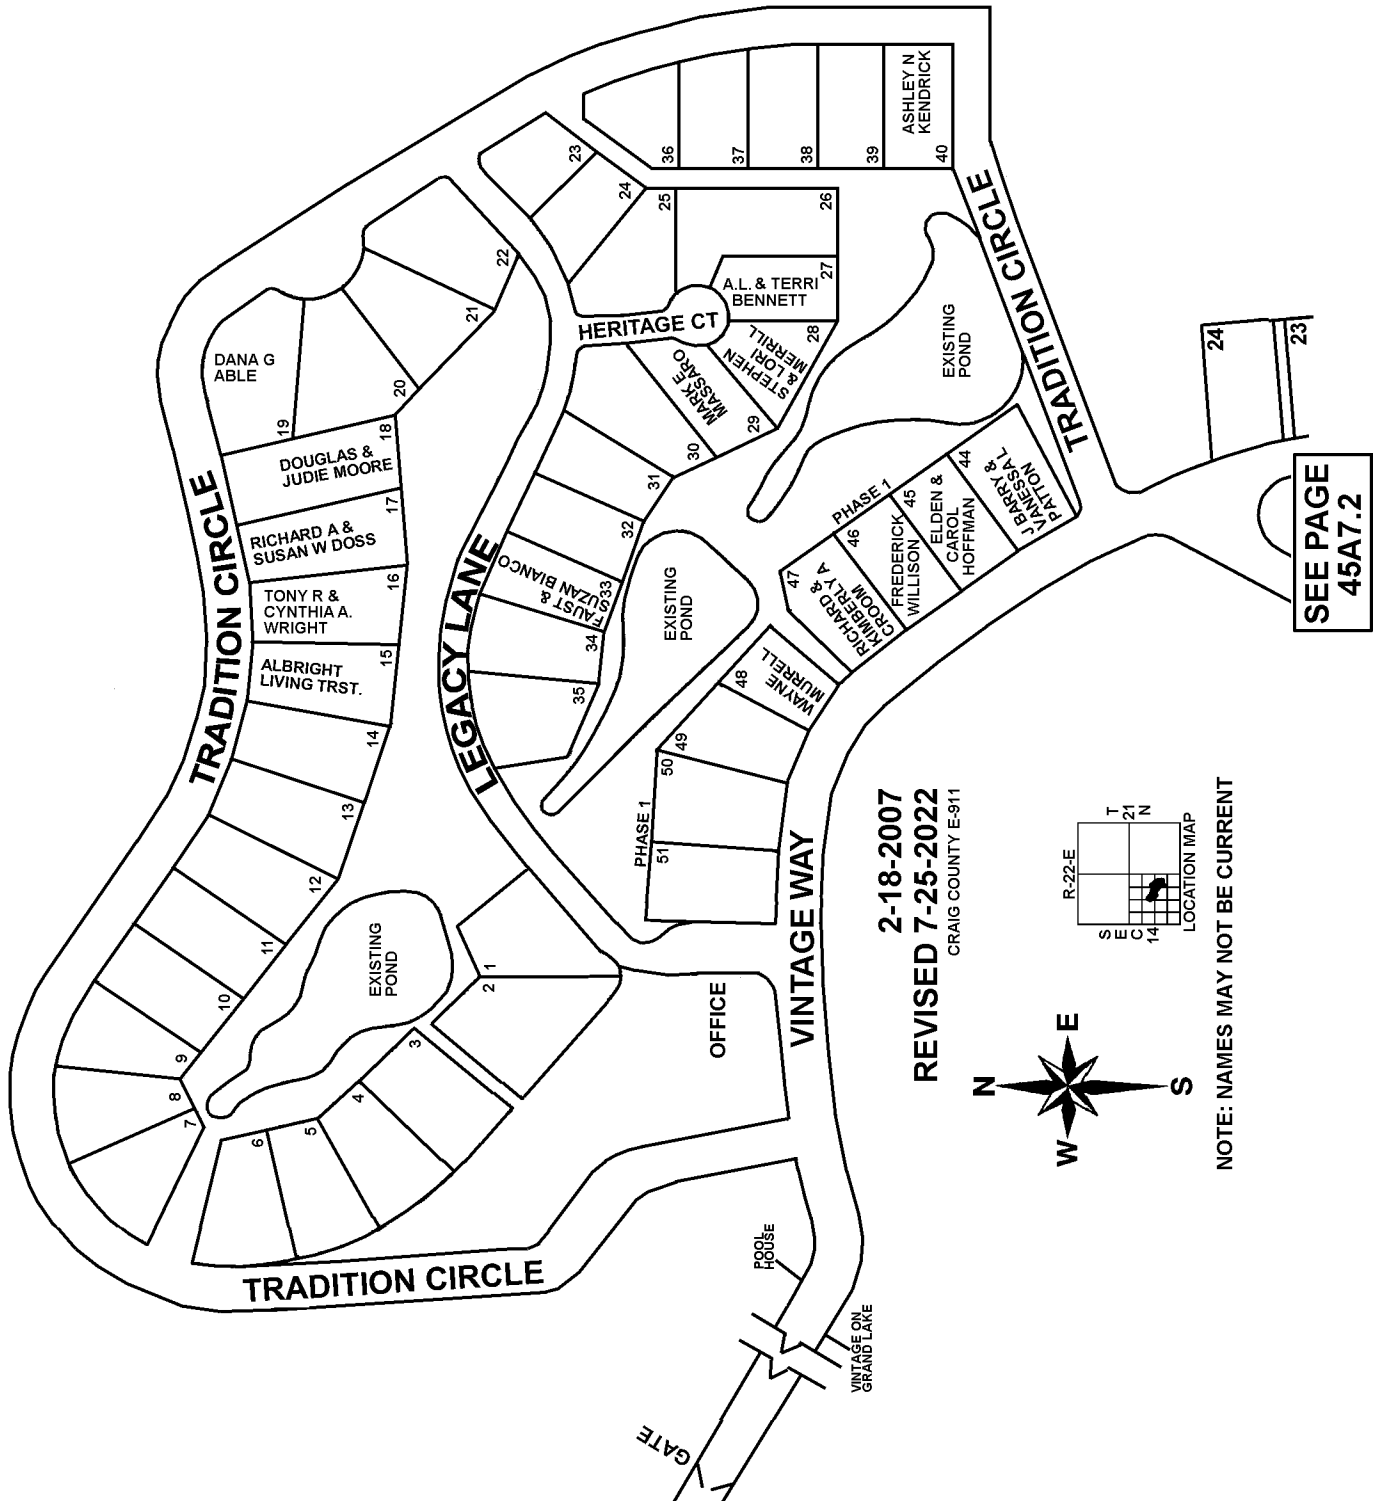 TRADITION CIRCLE
DANA G
ABLE
19
DOUGLAS &
JUDIE MOORE
18
RICHARD A &
SUSAN W DOSS
17
TONY R &
CYNTHIA A.
WRIGHT
16
ALBRIGHT
LIVING TRST.
15
14
13
12
11
10
9
8
7
6
5
4
3
2
1
20
21
22
23
24
25
26
A.L. & TERRI
BENNETT
27
STEPHEN
& LORI
MERRILL
28
MARK E
MASSARO
29
30
31
32
FAUST &
SUZAN BIANCO
33
34
35
36
37
38
39
ASHLEY N
KENDRICK
40
HERITAGE CT
LEGACY LANE
TRADITION CIRCLE
TRADITION CIRCLE
TRADITION CIRCLE
EXISTING
POND
EXISTING
POND
EXISTING
POND
PHASE 1
44
J. BARRY &
VANESSA L
PATTON
45
ELDEN &
CAROL
HOFFMAN
46
FREDERICK
WILLISON
47
RICHARD &
KIMBERLY A
CROOM
48
WAYNE
MURRELL
49
50
51
PHASE 1
OFFICE
VINTAGE WAY
POOL
HOUSE
VINTAGE ON
GRAND LAKE
GATE
24
23
SEE PAGE
45A7.2
2-18-2007
REVISED 7-25-2022
CRAIG COUNTY E-911
R-22-E
T
21
N
S
E
C
14
LOCATION MAP
N
E
S
W
NOTE: NAMES MAY NOT BE CURRENT